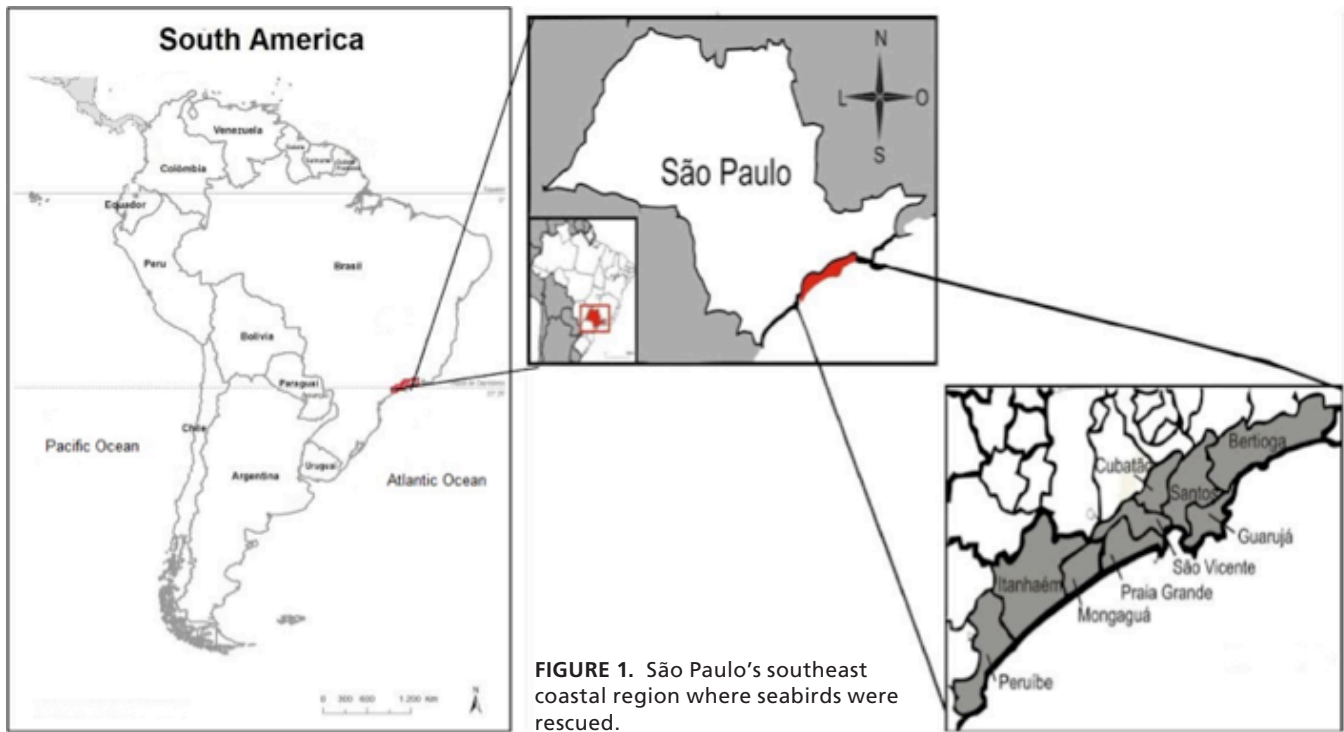 South America
Venezuela
Colômbia
Equador
Peru
Brasil
Bolívia
Paraguai
Chile
Argentina
Uruguai
Pacific Ocean
Atlantic Ocean
0 300 600 1.200 Km
N
São Paulo
N
L O
S
Bertioga
Cubatão
Santos
Guarujá
São Vicente
Itanhaém
Praia Grande
Mongaguá
Peruíbe
FIGURE 1. São Paulo's southeast
coastal region where seabirds were
rescued.